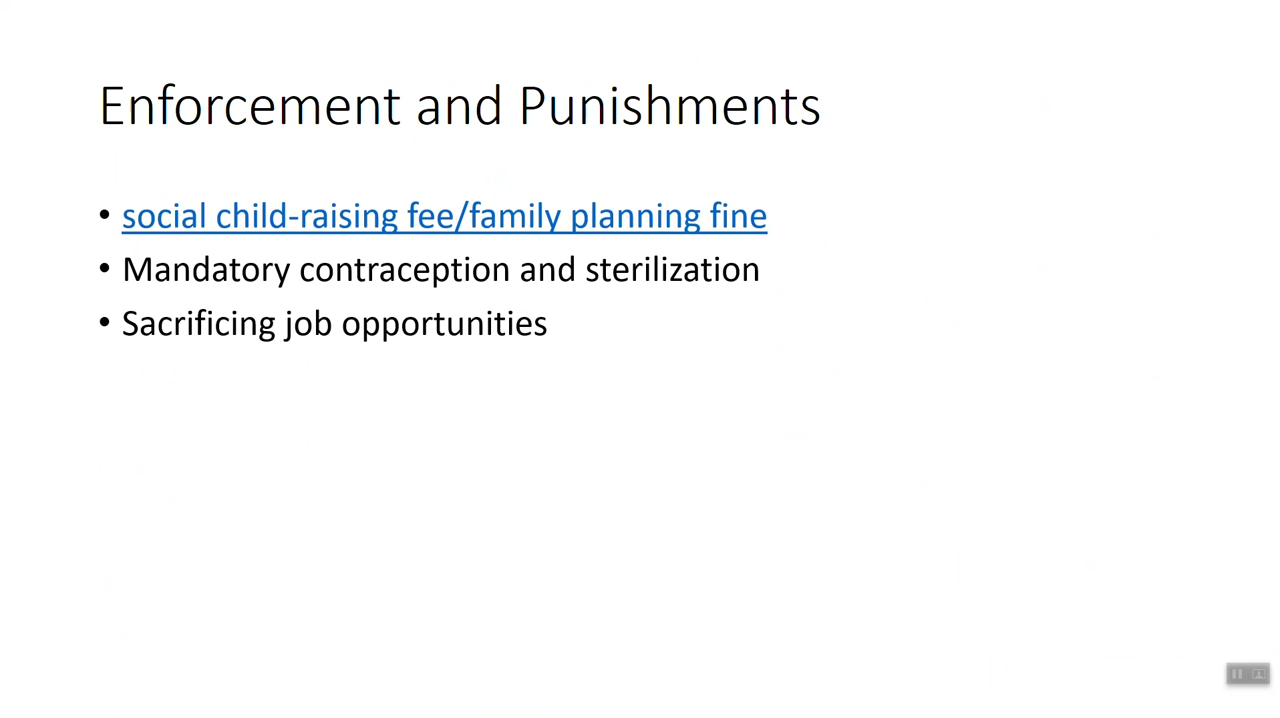 Enforcement and Punishments
• social child-raising fee/family planning fine
• Mandatory contraception and sterilization
• Sacrificing job opportunities